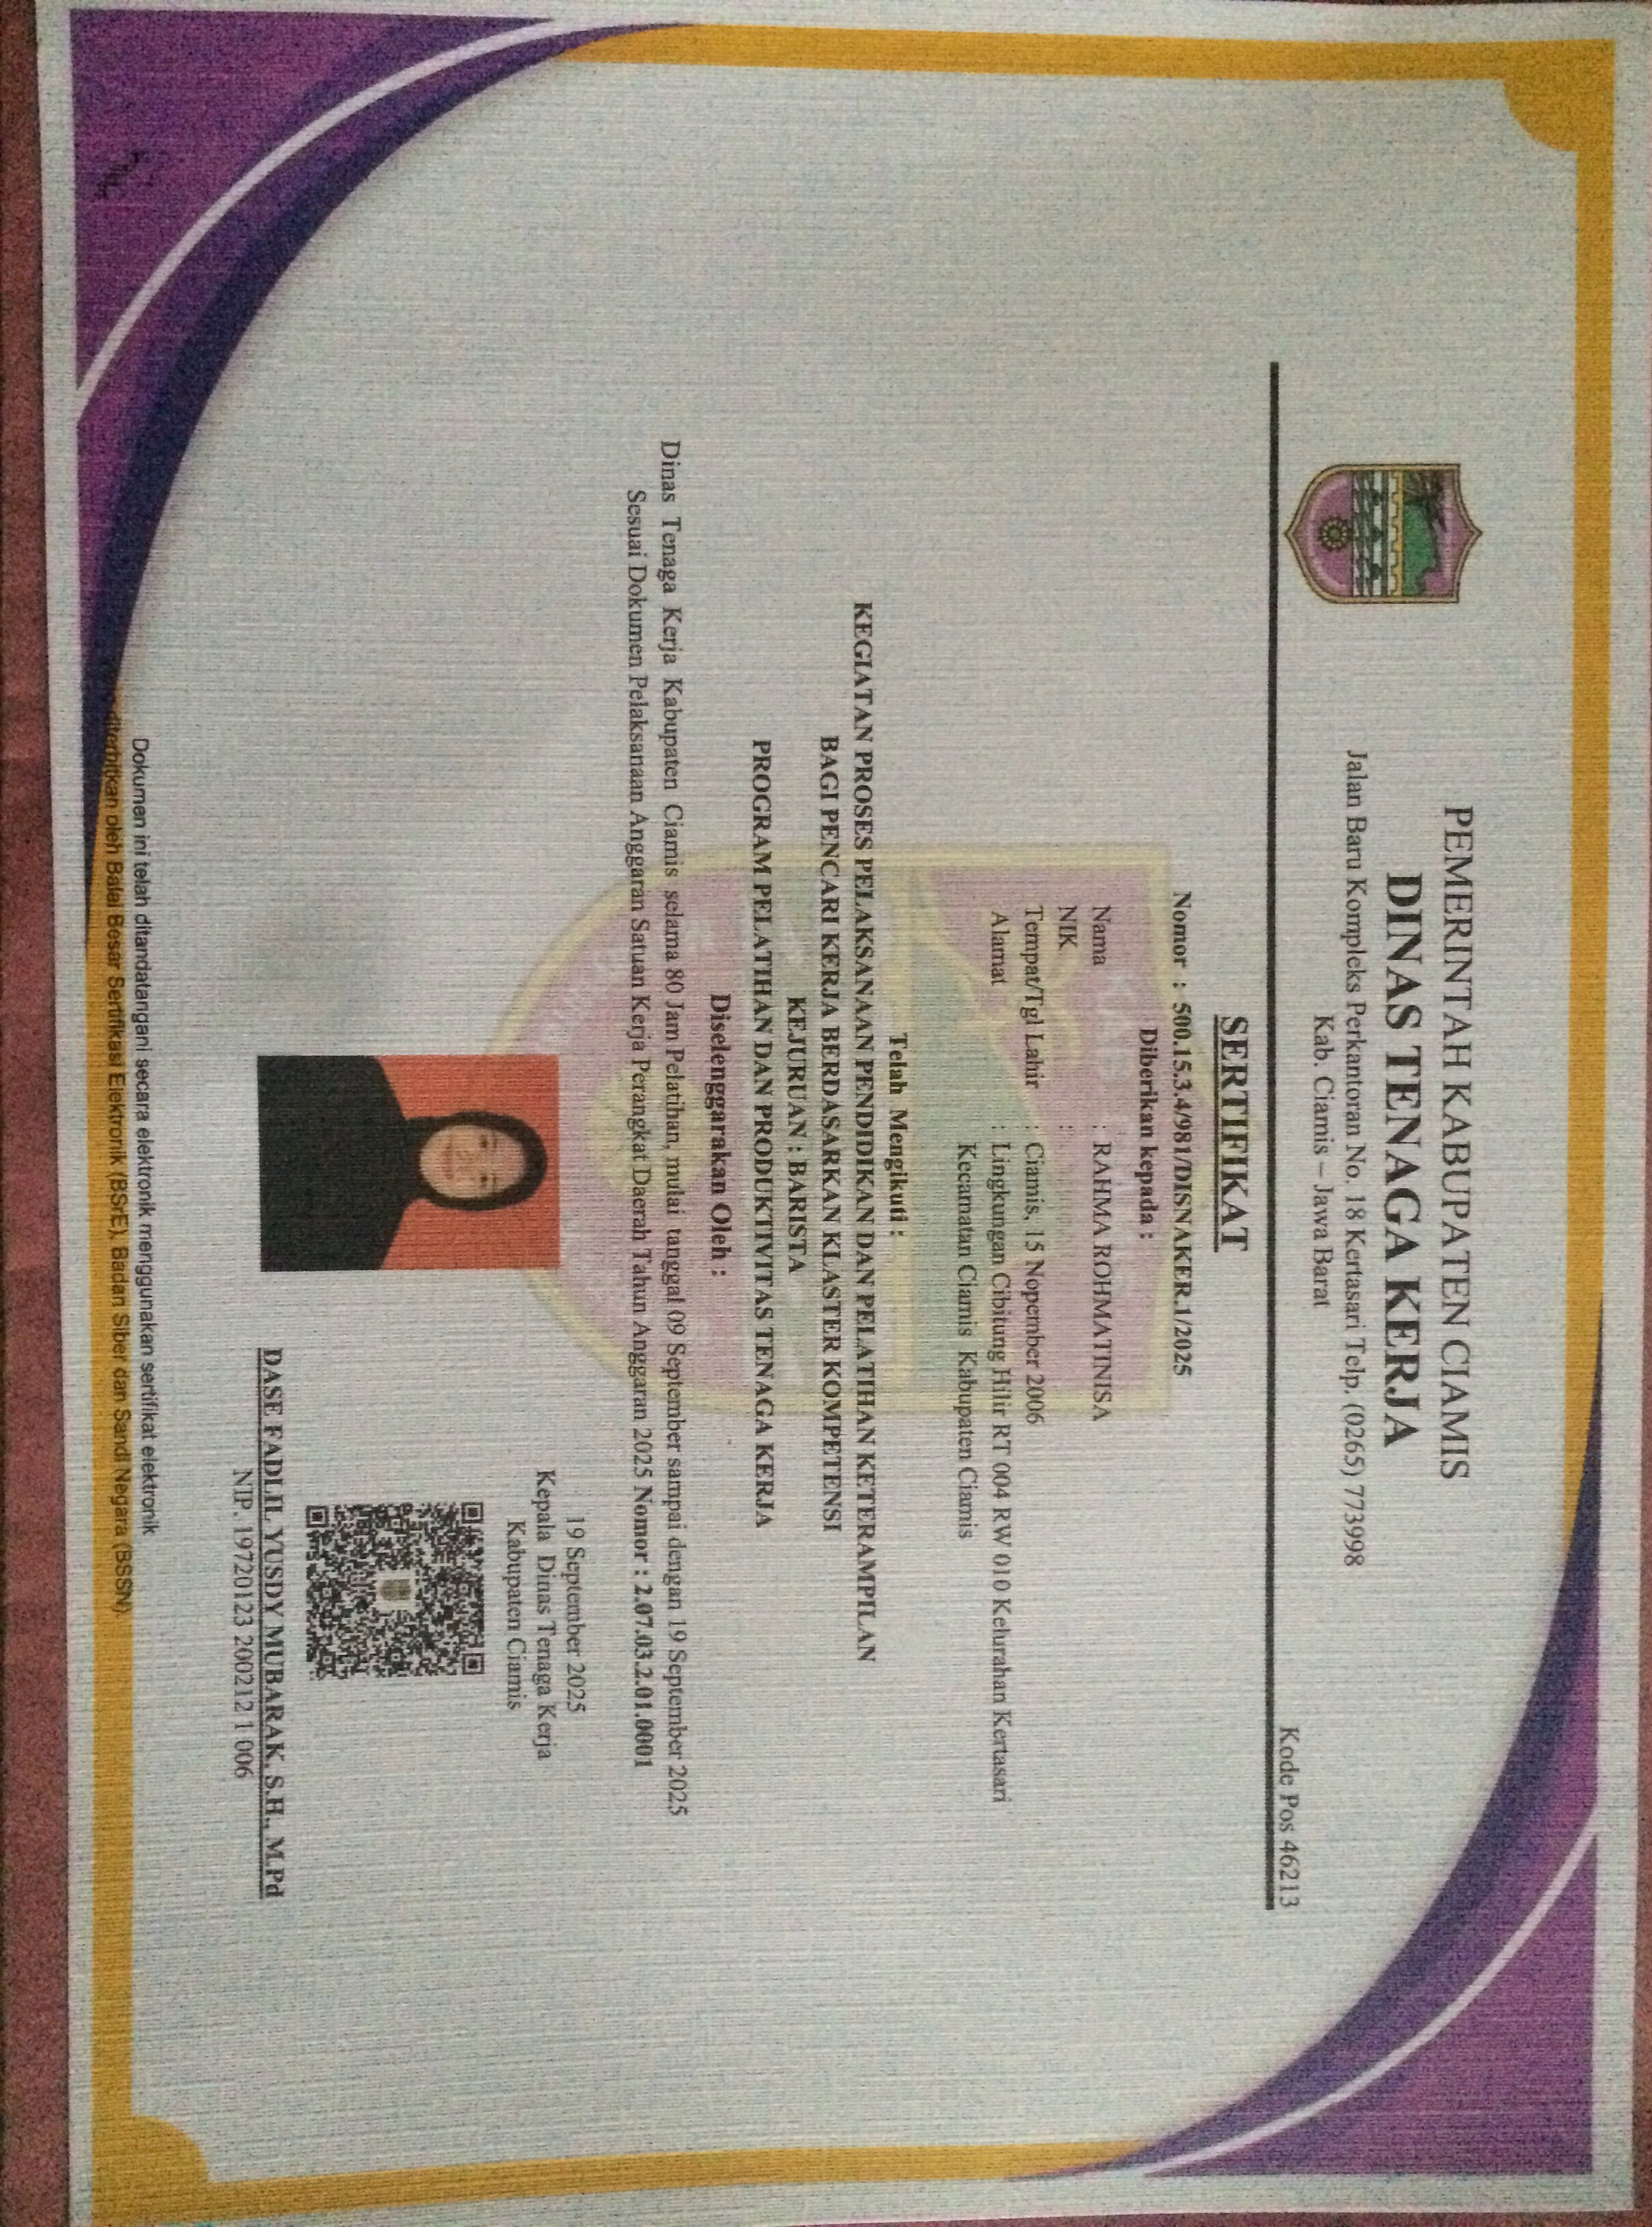 PEMERINTAH KABUPATEN CIAMIS
DINAS TENAGA KERJA
Jalan Baru Kompleks Perkantoran No. 18 Kertasari Telp. (0265) 773998
Kab. Ciamis – Jawa Barat
Kode Pos 46213
SERTIFIKAT
Nomor : 500.15.3.4/981/DISNAKER.1/2025
Diberikan kepada :
Nama : RAHMA ROHMATINISA
NIK :
Tempat/Tgl Lahir : Ciamis, 15 Nopember 2006
Alamat : Lingkungan Cibitung Hilir RT 004 RW 010 Kelurahan Kertasari
Kecamatan Ciamis Kabupaten Ciamis
Telah Mengikuti :
KEGIATAN PROSES PELAKSANAAN PENDIDIKAN DAN PELATIHAN KETERAMPILAN
BAGI PENCARI KERJA BERDASARKAN KLASTER KOMPETENSI
KEJURUAN : BARISTA
PROGRAM PELATIHAN DAN PRODUKTIVITAS TENAGA KERJA
Diselenggarakan Oleh :
Dinas Tenaga Kerja Kabupaten Ciamis selama 80 Jam Pelatihan, mulai tanggal 09 September sampai dengan 19 September 2025
Sesuai Dokumen Pelaksanaan Anggaran Satuan Kerja Perangkat Daerah Tahun Anggaran 2025 Nomor : 2.07.03.2.01.0001
19 September 2025
Kepala Dinas Tenaga Kerja
Kabupaten Ciamis
DASE FADLIL YUSDY MUBARAK, S.H., M.Pd
NIP. 19720123 200212 1 006
Dokumen ini telah ditandatangani secara elektronik menggunakan sertifikat elektronik
diterbitkan oleh Balai Besar Sertifikasi Elektronik (BSrE), Badan Siber dan Sandi Negara (BSSN).